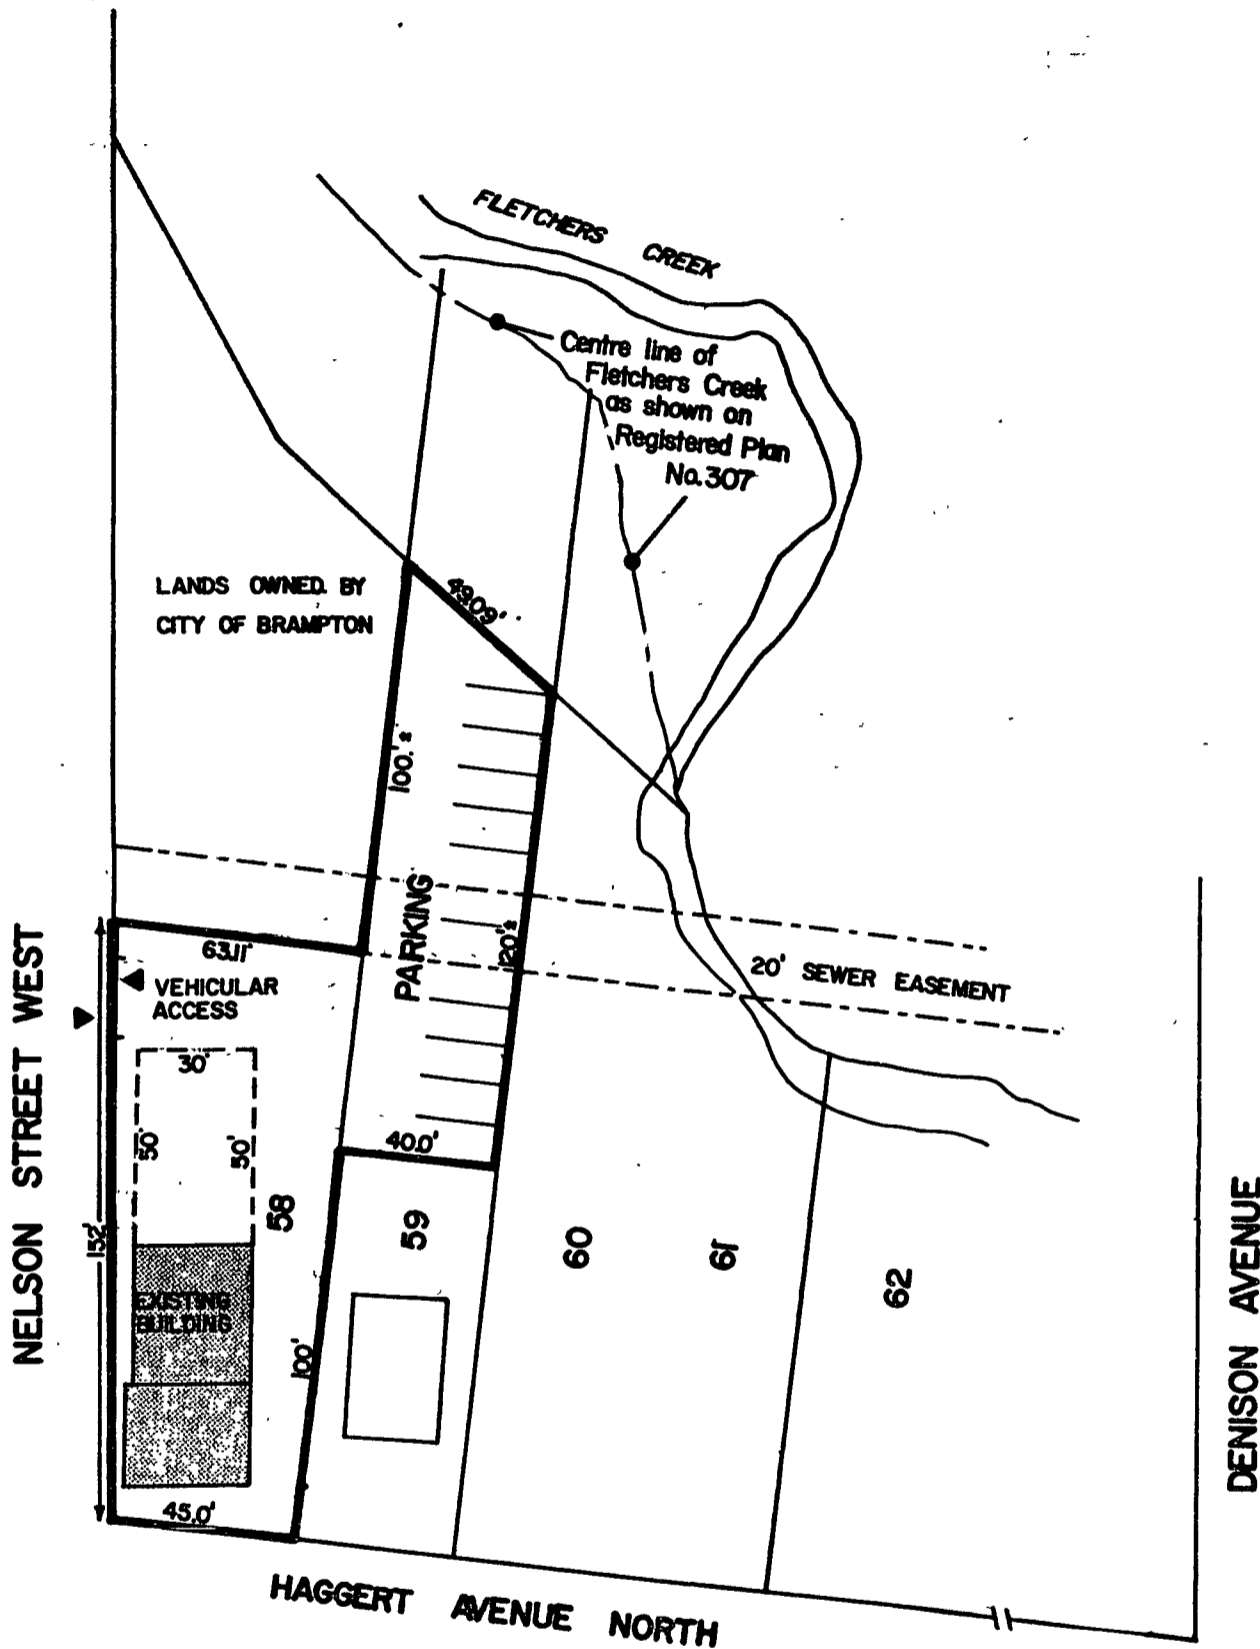 FLETCHERS CREEK
Centre line of
Fletchers Creek
as shown on
Registered Plan
No. 307
LANDS OWNED BY
CITY OF BRAMPTON
49.09'
100.'±
PARKING
120'±
63.11'
VEHICULAR
ACCESS
20' SEWER EASEMENT
NELSON STREET WEST
152'
30'
50'
50'
40.0'
58
59
60
61
62
EXISTING
BUILDING
100'
45.0'
HAGGERT AVENUE NORTH
DENISON AVENUE